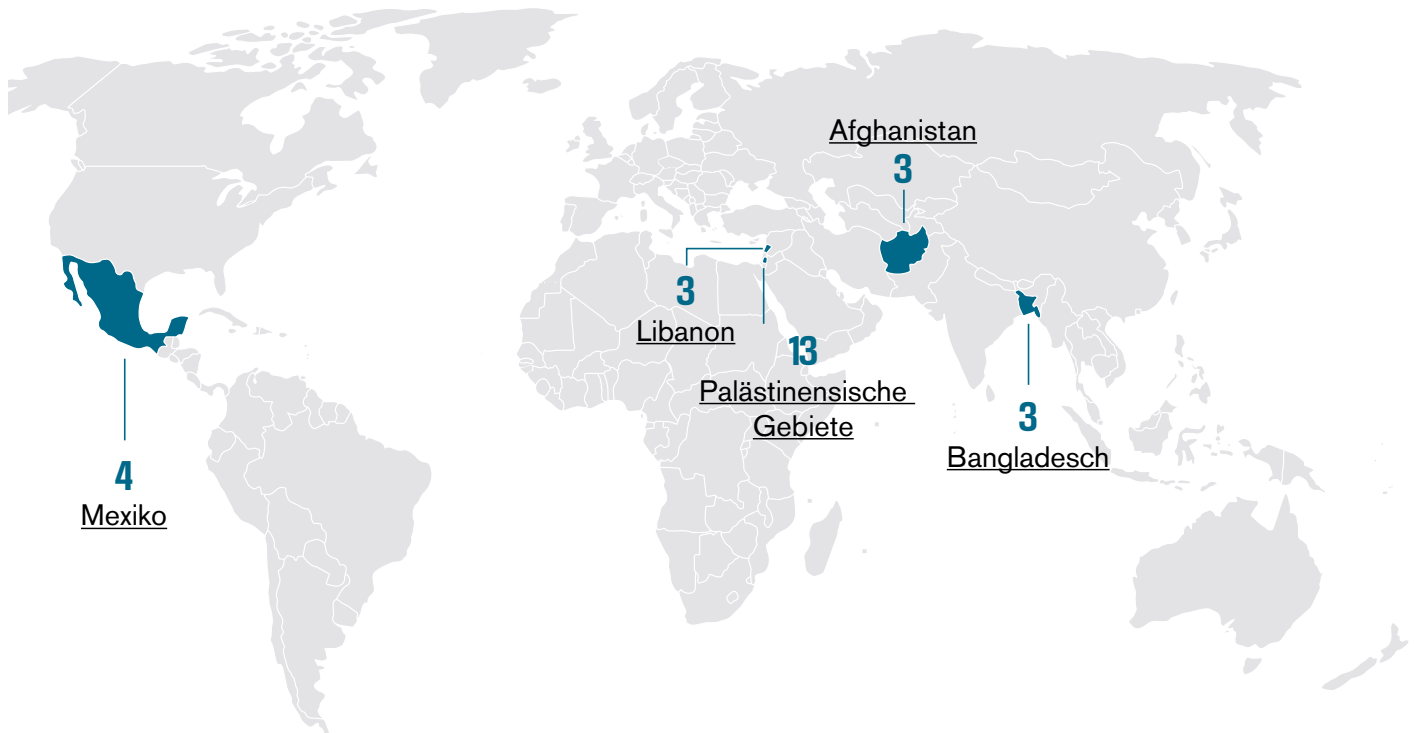 Afghanistan
3
3
Libanon
13
Palästinensische
Gebiete
3
Bangladesch
4
Mexiko